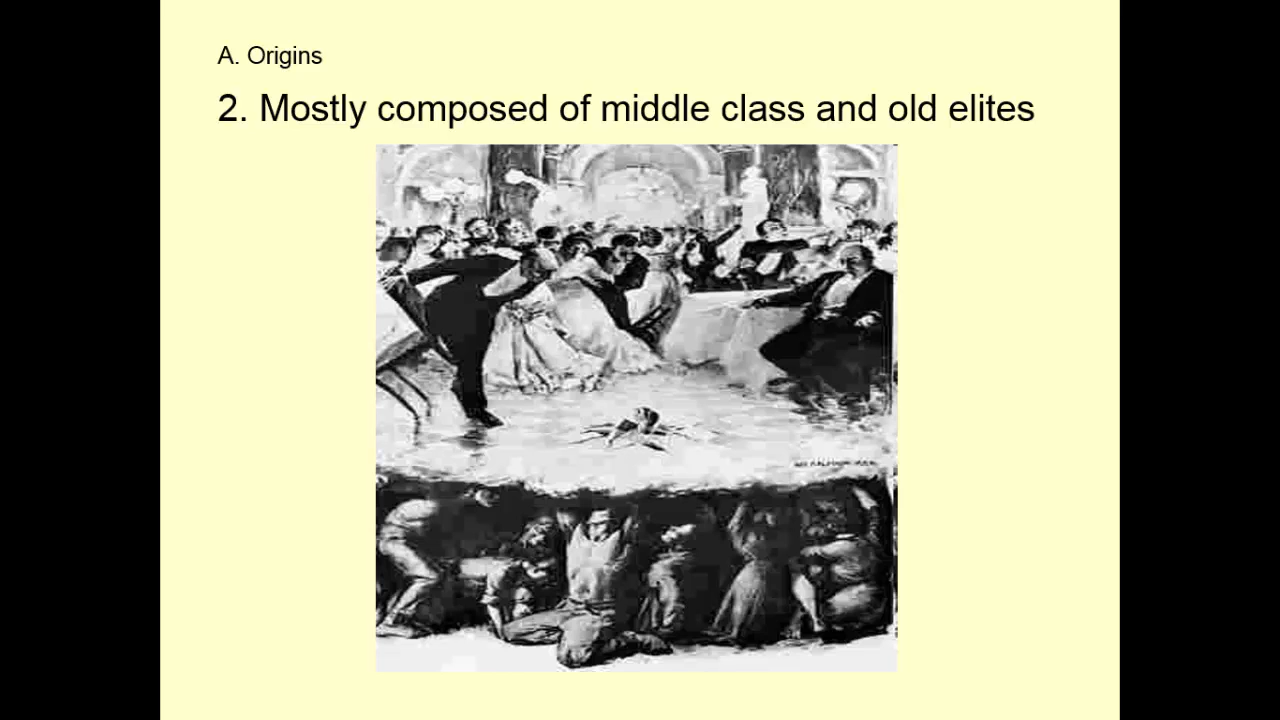 A. Origins
2. Mostly composed of middle class and old elites